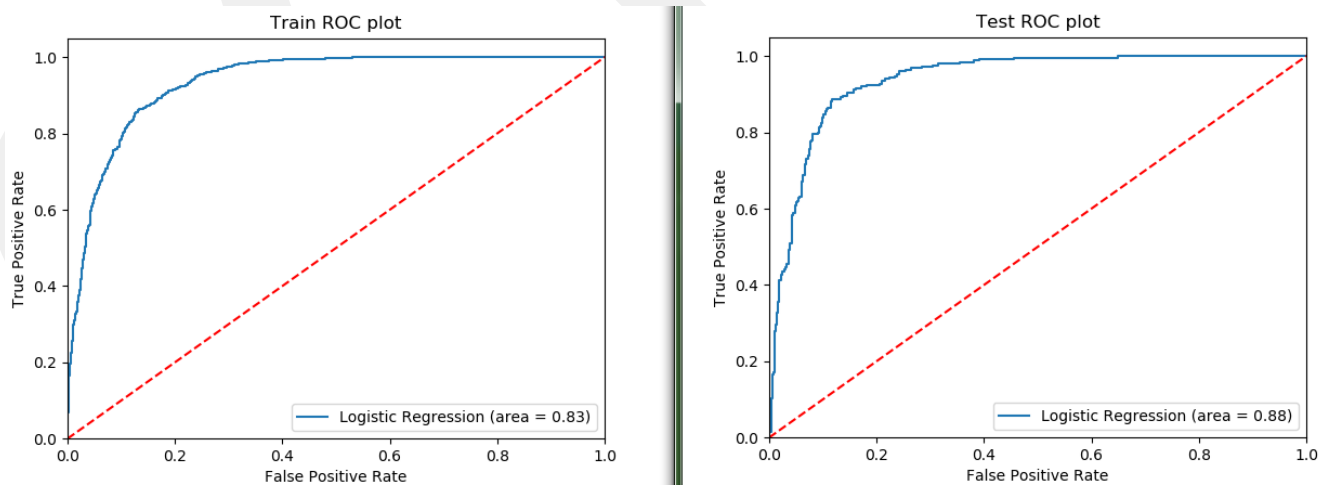 Train ROC plot
1.0
0.8
0.6
0.4
0.2
0.0
True Positive Rate
0.0 0.2 0.4 0.6 0.8 1.0
False Positive Rate
Logistic Regression (area = 0.83)
Test ROC plot
1.0
0.8
0.6
0.4
0.2
0.0
True Positive Rate
0.0 0.2 0.4 0.6 0.8 1.0
False Positive Rate
Logistic Regression (area = 0.88)